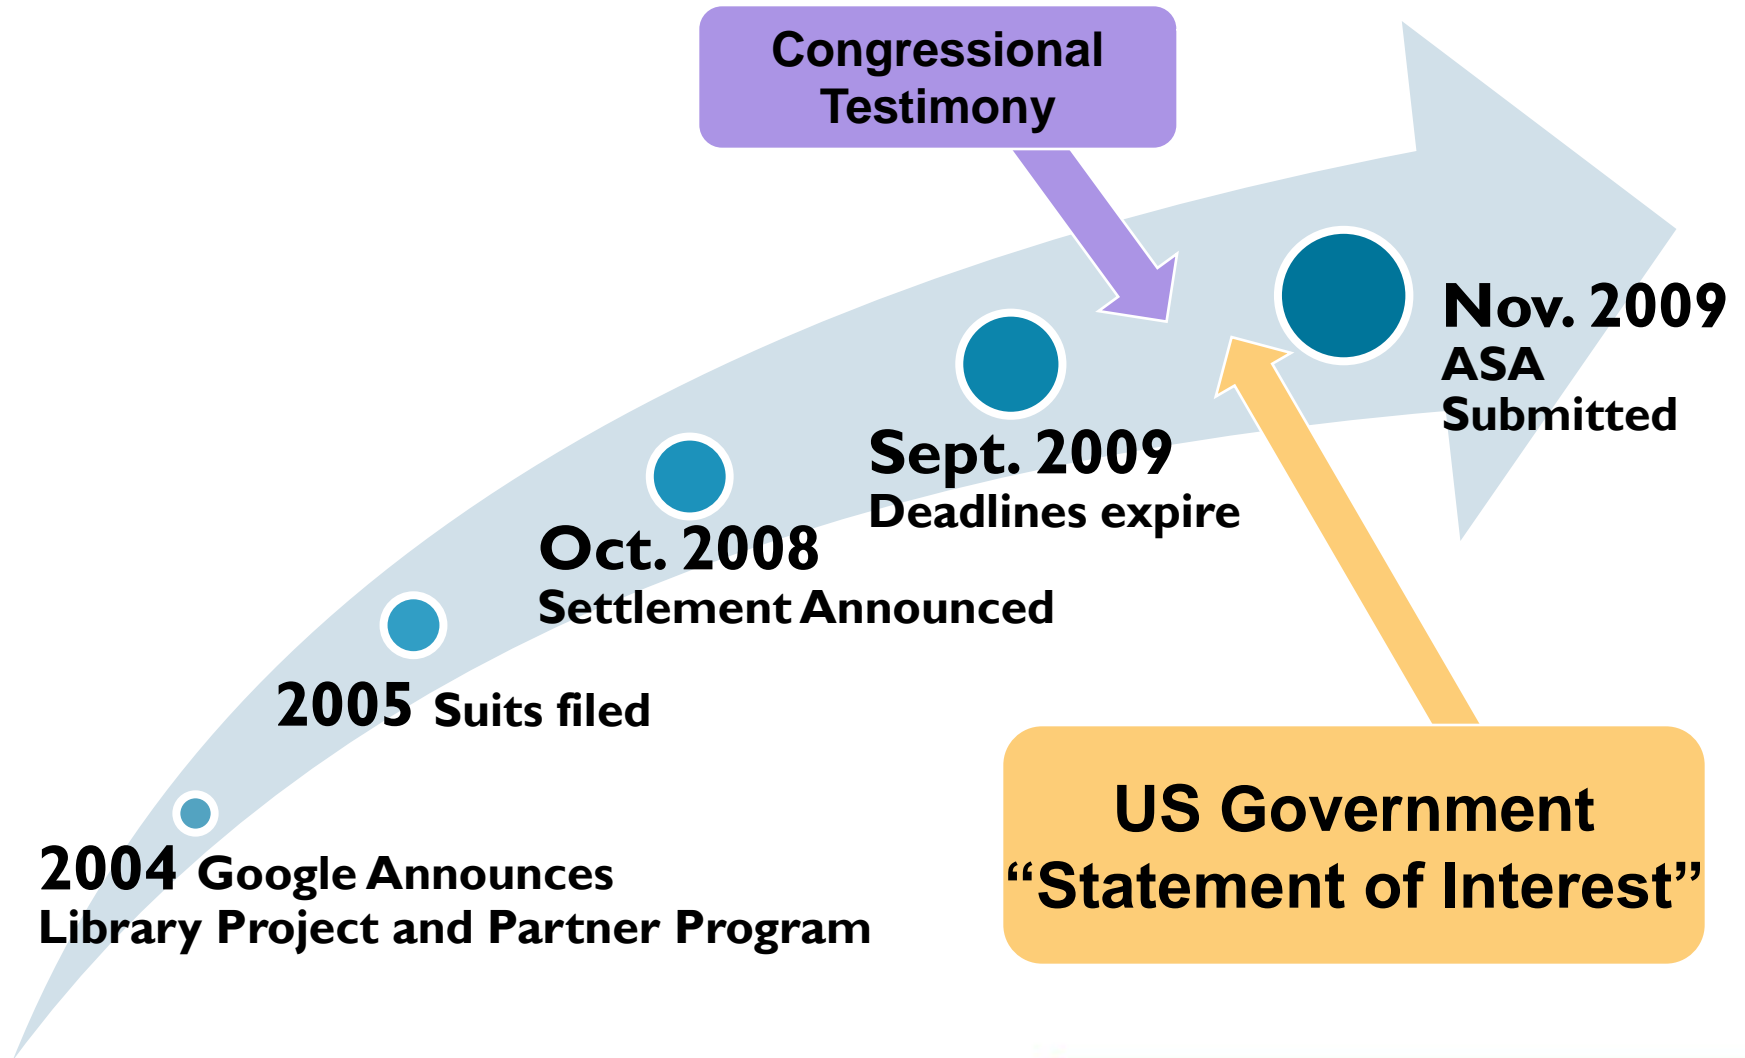 Congressional
Testimony
Nov. 2009
ASA
Submitted
Sept. 2009
Deadlines expire
Oct. 2008
Settlement Announced
2005 Suits filed
2004 Google Announces
Library Project and Partner Program
US Government
“Statement of Interest”